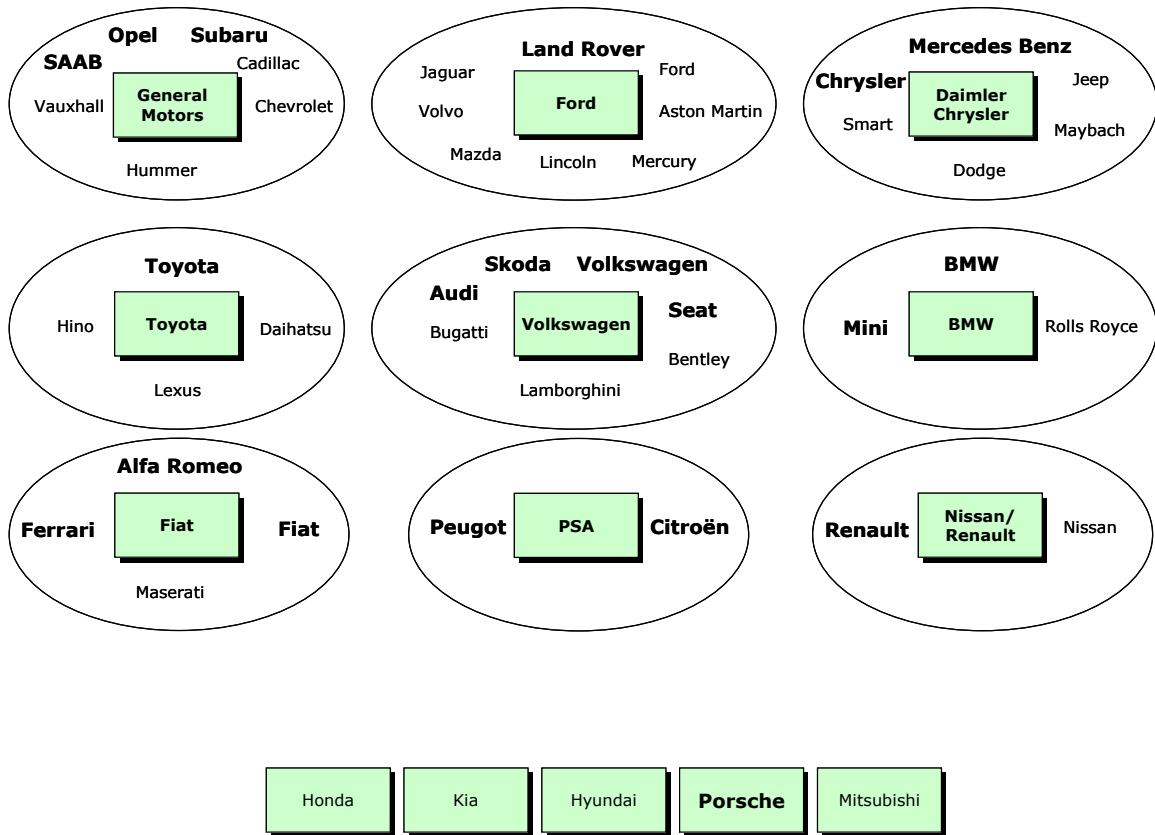 Opel Subaru
SAAB Cadillac
Vauxhall General Motors Chevrolet
Hummer
Land Rover
Jaguar Ford
Volvo Ford Aston Martin
Mazda Lincoln Mercury
Mercedes Benz
Chrysler Jeep
Smart Daimler Chrysler Maybach
Dodge
Toyota
Hino Toyota Daihatsu
Lexus
Skoda Volkswagen
Audi Seat
Bugatti Volkswagen Bentley
Lamborghini
BMW
Mini BMW Rolls Royce
Alfa Romeo
Ferrari Fiat Fiat
Maserati
Peugot PSA Citroën
Renault Nissan/ Renault Nissan
Honda Kia Hyundai Porsche Mitsubishi